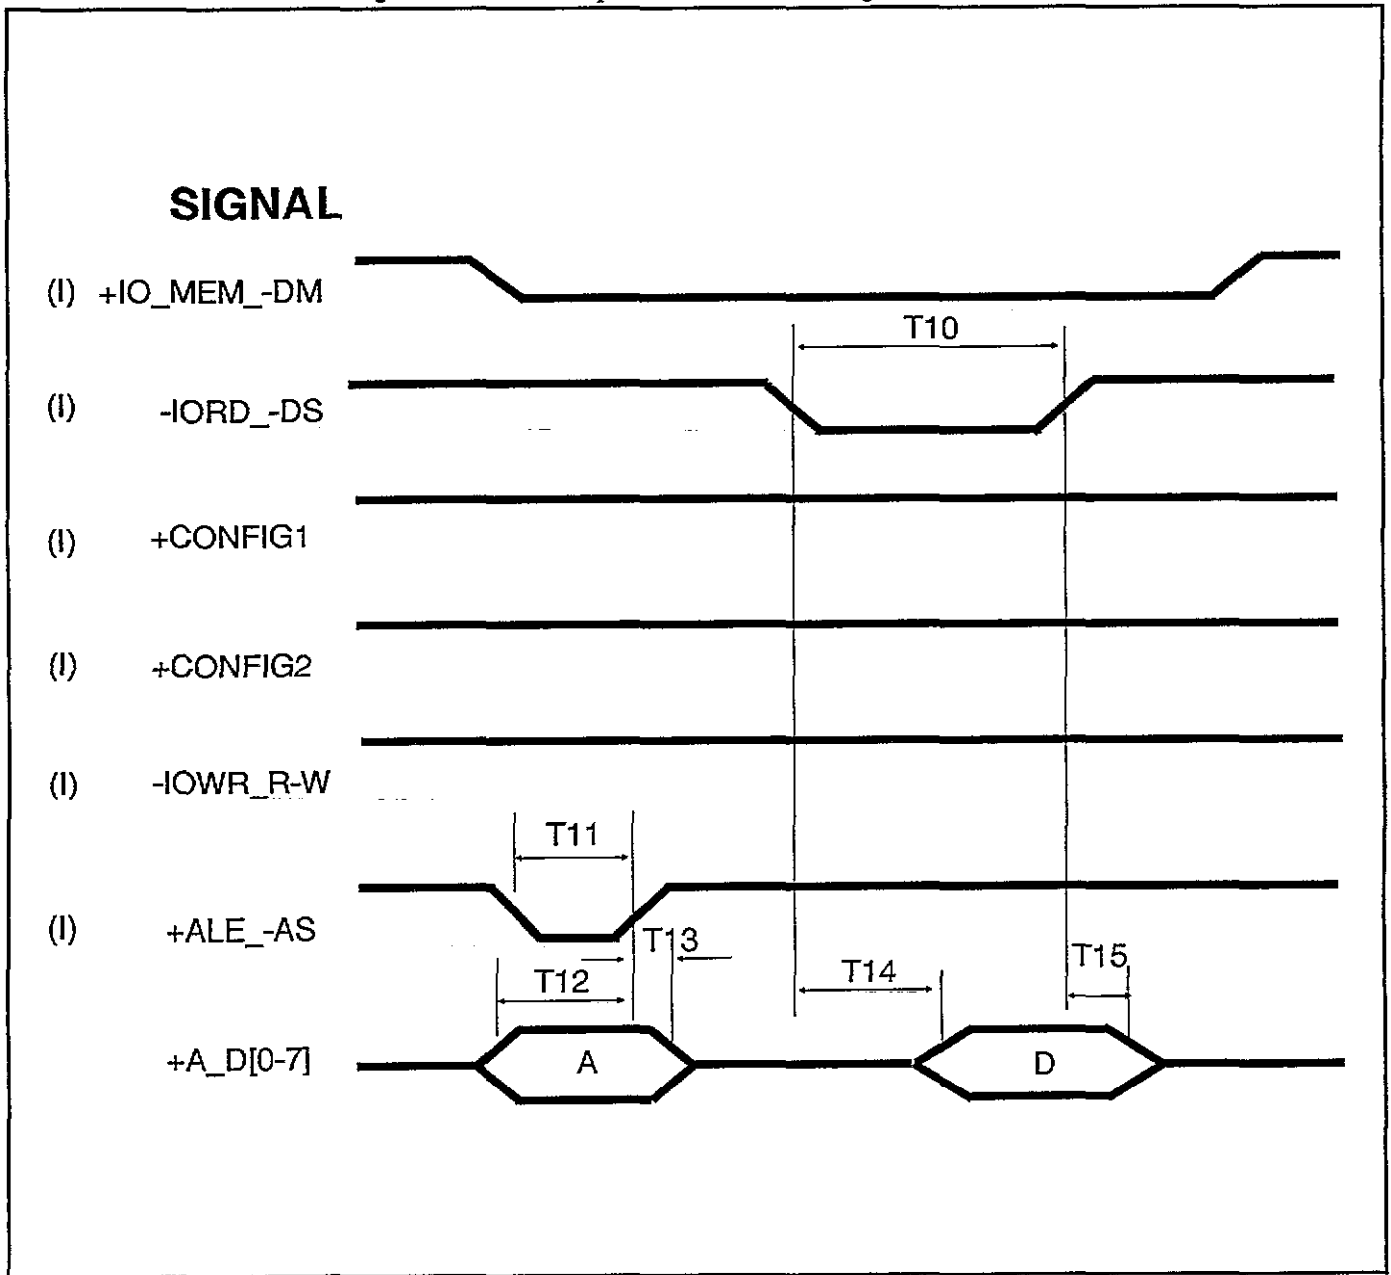 SIGNAL
(I) +IO_MEM_-DM
T10
(I) -IORD_-DS
(I) +CONFIG1
(I) +CONFIG2
(I) -IOWR_R-W
T11
(I) +ALE_-AS
T13
T12
T14
T15
+A_D[0-7]
A
D